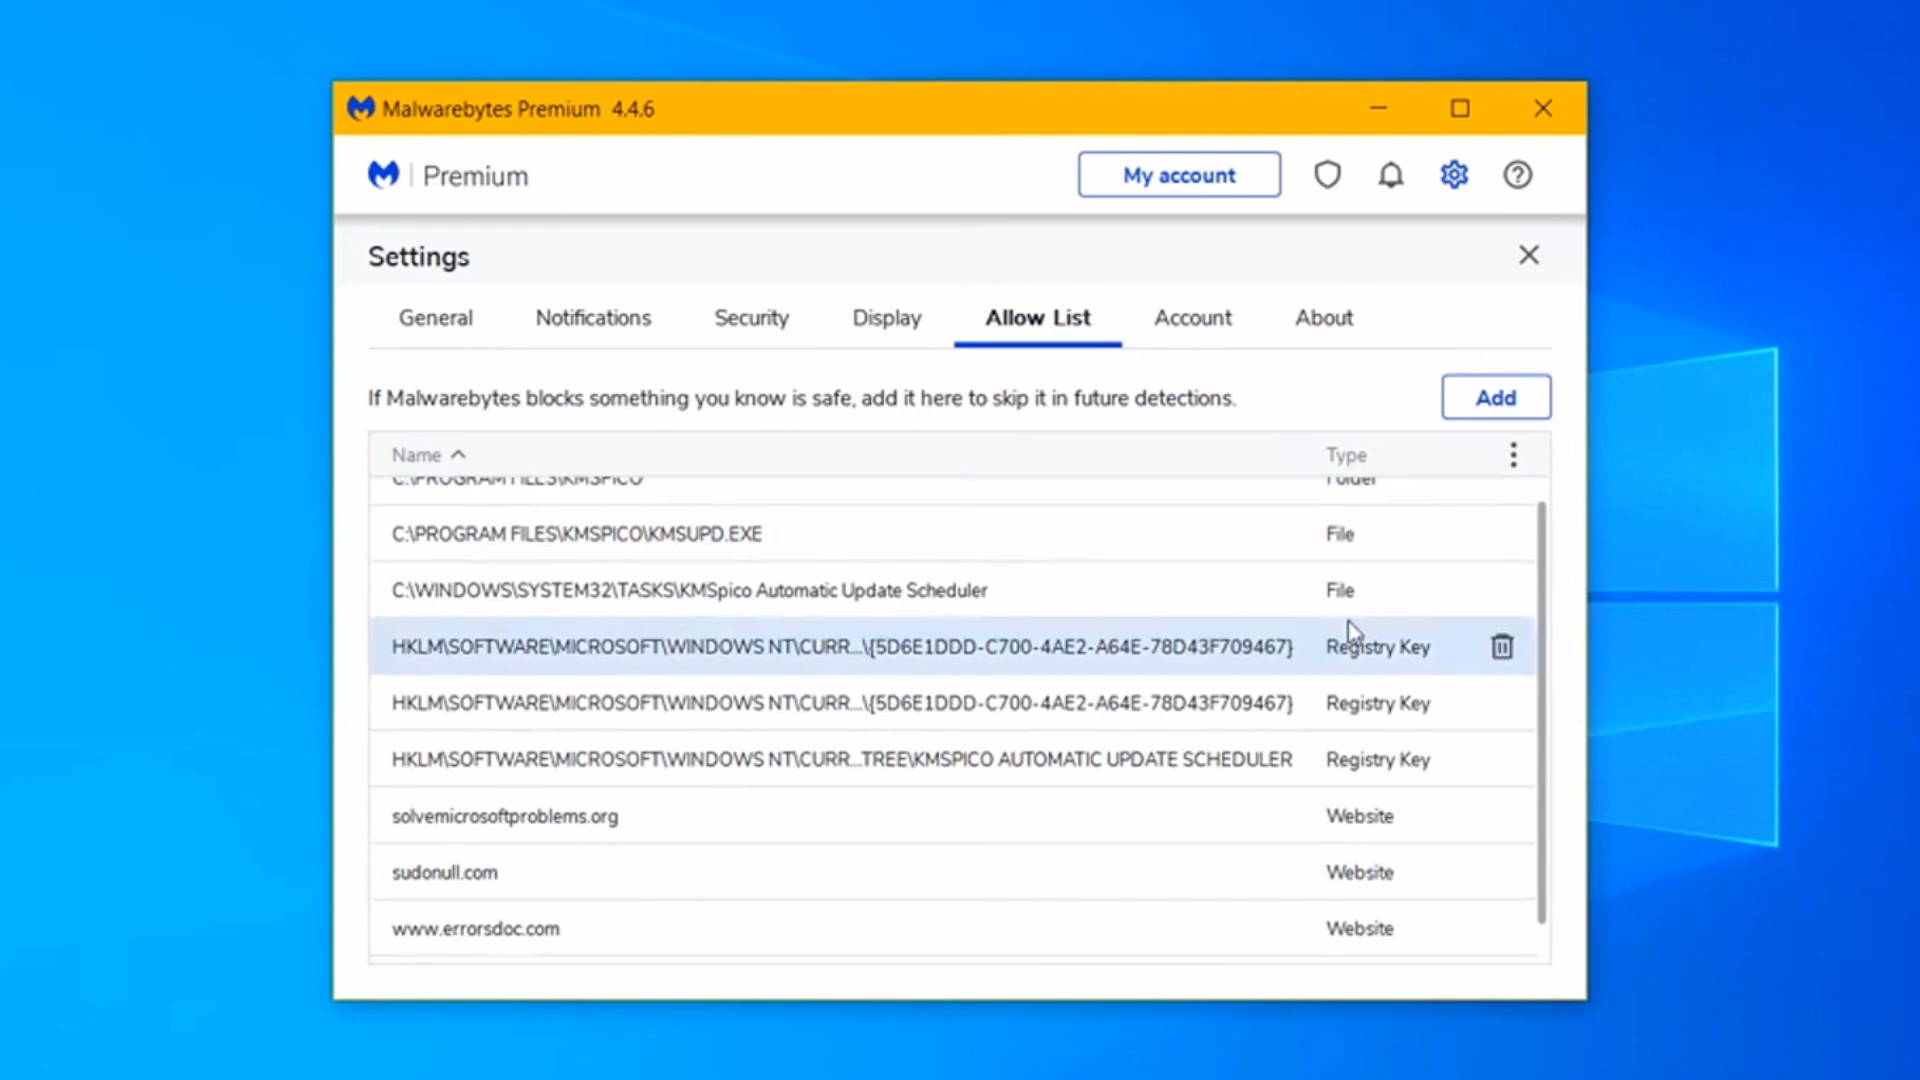 Malwarebytes Premium 4.4.6
Premium
My account
Settings
General Notifications Security Display Allow List Account About
If Malwarebytes blocks something you know is safe, add it here to skip it in future detections.
Add
Name Type
C:\PROGRAM FILES\KMSPICO Folder
C:\PROGRAM FILES\KMSPICO\KMSUPD.EXE File
C:\WINDOWS\SYSTEM32\TASKS\KMSpico Automatic Update Scheduler File
HKLM\SOFTWARE\MICROSOFT\WINDOWS NT\CURR...\{5D6E1DDD-C700-4AE2-A64E-78D43F709467} Registry Key
HKLM\SOFTWARE\MICROSOFT\WINDOWS NT\CURR...\{5D6E1DDD-C700-4AE2-A64E-78D43F709467} Registry Key
HKLM\SOFTWARE\MICROSOFT\WINDOWS NT\CURR...TREE\KMSPICO AUTOMATIC UPDATE SCHEDULER Registry Key
solvemicrosoftproblems.org Website
sudonull.com Website
www.errorsdoc.com Website